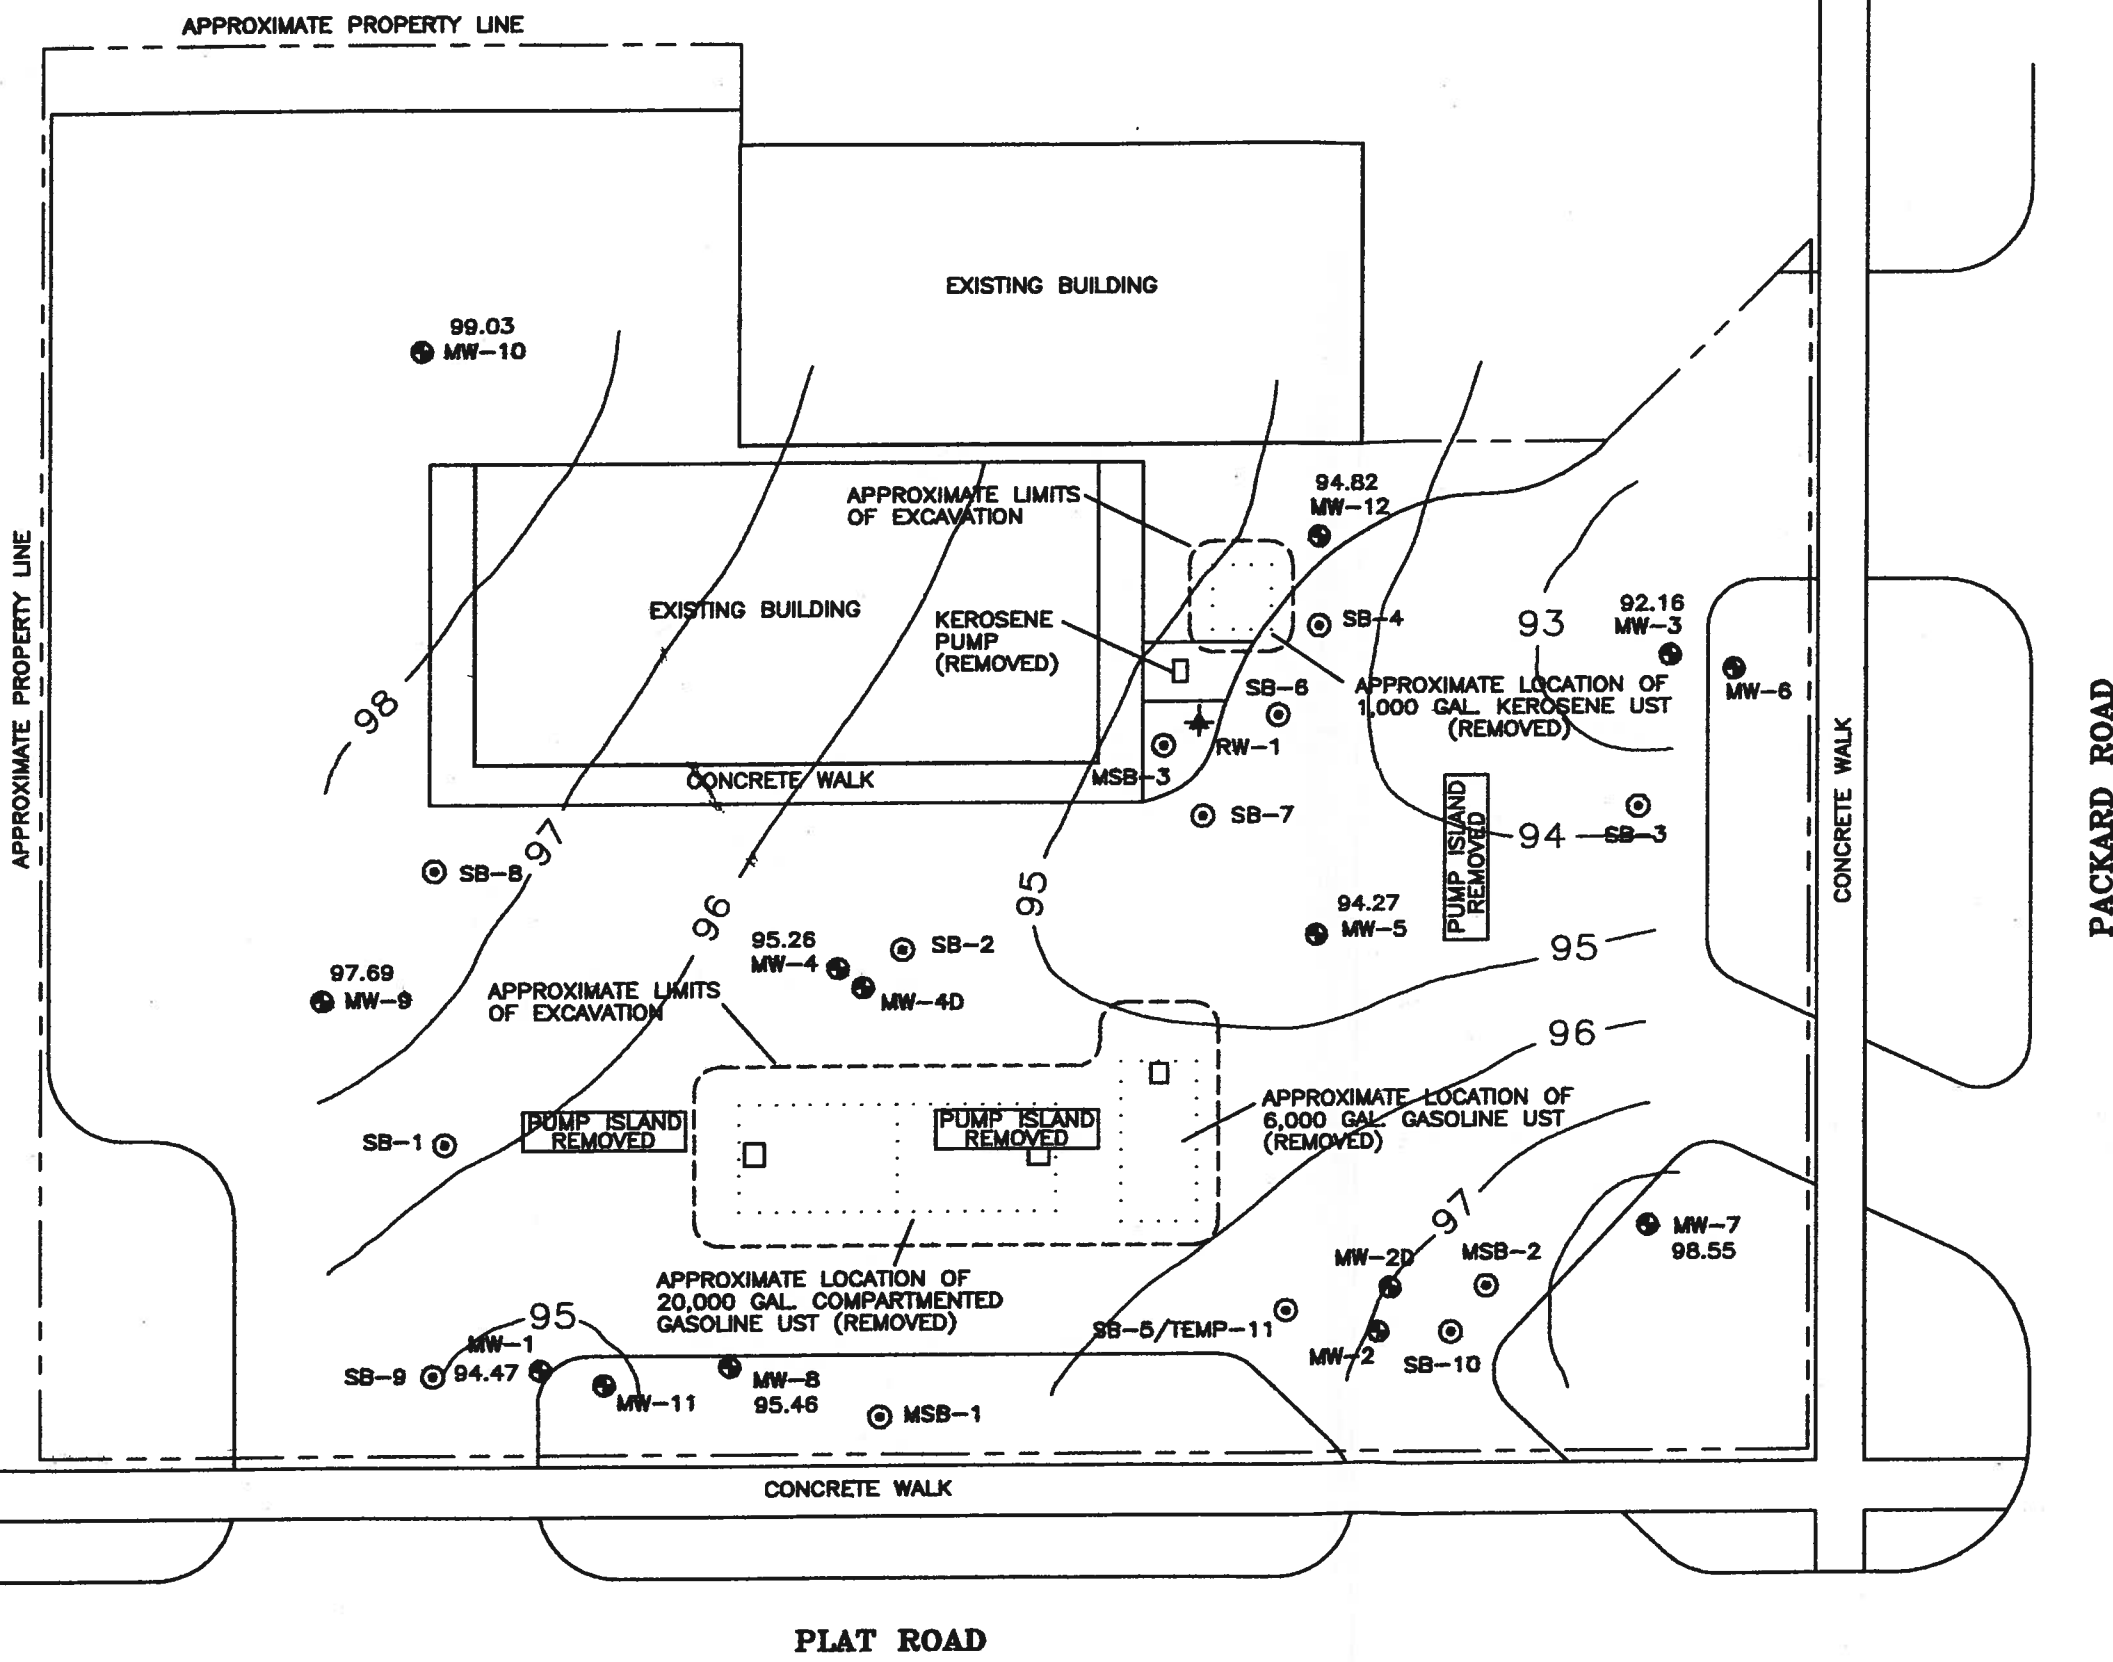 APPROXIMATE PROPERTY LINE
EXISTING BUILDING
99.03
MW-10
APPROXIMATE LIMITS
OF EXCAVATION
94.82
MW-12
APPROXIMATE PROPERTY LINE
EXISTING BUILDING
KEROSENE
PUMP
(REMOVED)
SB-4
93
92.16
MW-3
MW-6
SB-6
APPROXIMATE LOCATION OF
1,000 GAL. KEROSENE UST
(REMOVED)
98
RW-1
MSB-3
CONCRETE WALK
SB-7
PUMP ISLAND
REMOVED
94
SB-3
CONCRETE WALK
PACKARD ROAD
97
SB-8
96
95
94.27
MW-5
95.26
MW-4
SB-2
MW-4D
95
97.69
MW-9
APPROXIMATE LIMITS
OF EXCAVATION
96
APPROXIMATE LOCATION OF
6,000 GAL. GASOLINE UST
(REMOVED)
SB-1
PUMP ISLAND
REMOVED
PUMP ISLAND
REMOVED
97
MW-7
98.55
MW-2D
MSB-2
APPROXIMATE LOCATION OF
20,000 GAL. COMPARTMENTED
GASOLINE UST (REMOVED)
95
MW-1
94.47
SB-9
MW-11
MW-8
95.46
MSB-1
SB-5/TEMP-11
MW-2
SB-10
CONCRETE WALK
PLAT ROAD